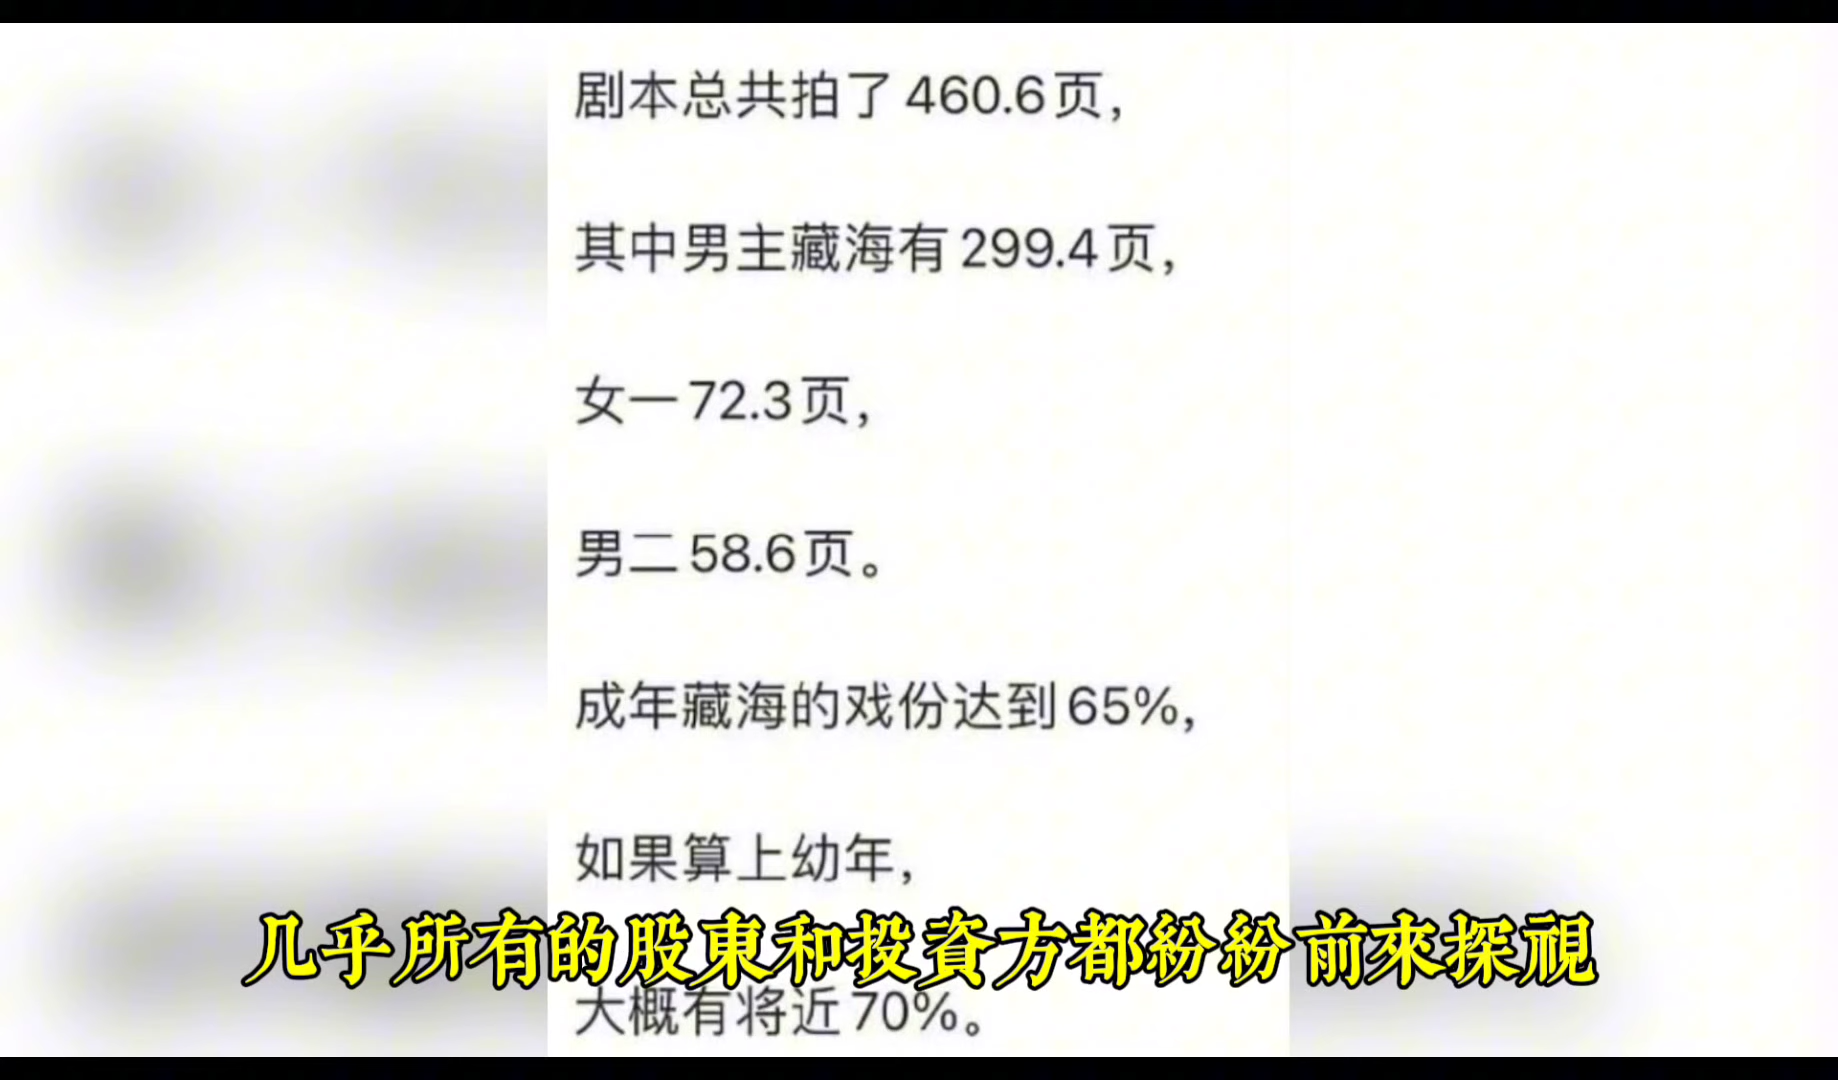 剧本总共拍了460.6页，
其中男主藏海有299.4页，
女一72.3页，
男二58.6页。
成年藏海的戏份达到65%，
如果算上幼年，
几乎所有的股東和投資方都紛紛前來探視
大概有将近70%。